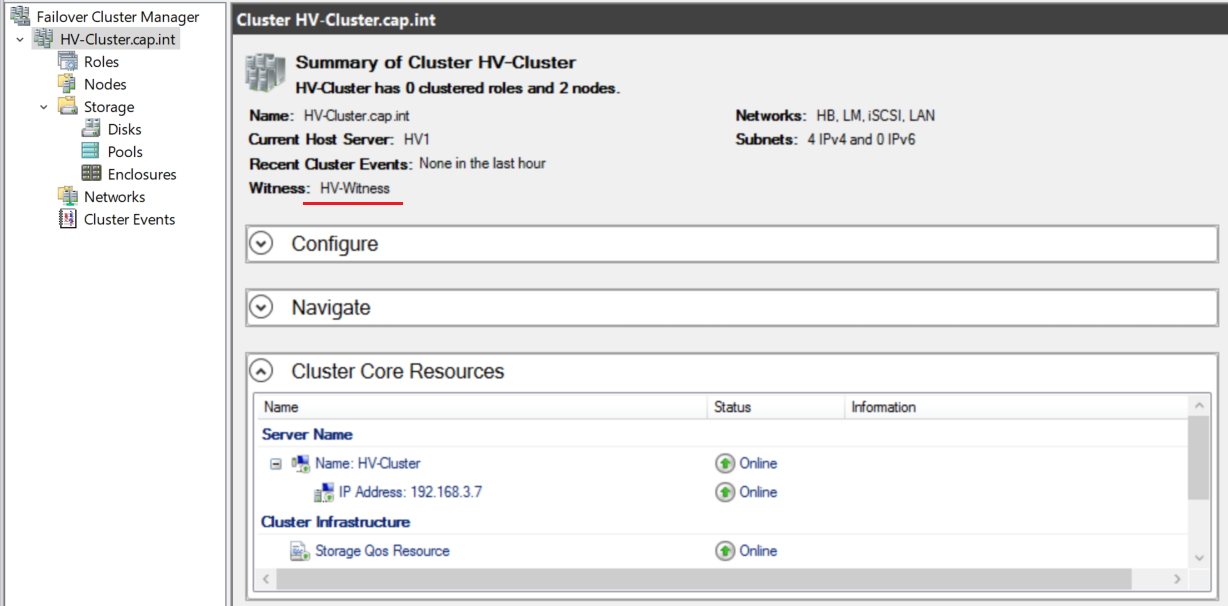 Failover Cluster Manager
HV-Cluster.cap.int
Roles
Nodes
Storage
Disks
Pools
Enclosures
Networks
Cluster Events
Cluster HV-Cluster.cap.int
Summary of Cluster HV-Cluster
HV-Cluster has 0 clustered roles and 2 nodes.
Name: HV-Cluster.cap.int
Networks: HB, LM, iSCSI, LAN
Current Host Server: HV1
Subnets: 4 IPv4 and 0 IPv6
Recent Cluster Events: None in the last hour
Witness: HV-Witness
Configure
Navigate
Cluster Core Resources
Name Status Information
Server Name
Name: HV-Cluster Online
IP Address: 192.168.3.7 Online
Cluster Infrastructure
Storage Qos Resource Online